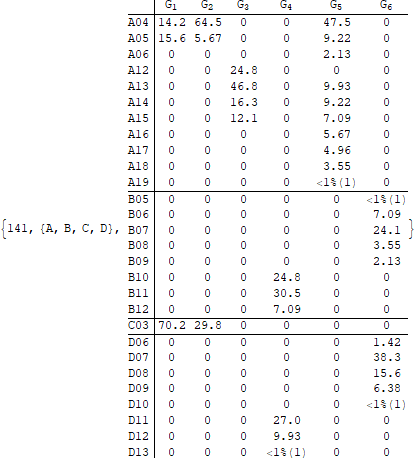 G1 G2 G3 G4 G5 G6
A04 14.2 64.5 0 0 47.5 0
A05 15.6 5.67 0 0 9.22 0
A06 0 0 0 0 2.13 0
A12 0 0 24.8 0 0 0
A13 0 0 46.8 0 9.93 0
A14 0 0 16.3 0 9.22 0
A15 0 0 12.1 0 7.09 0
A16 0 0 0 0 5.67 0
A17 0 0 0 0 4.96 0
A18 0 0 0 0 3.55 0
A19 0 0 0 0 <1%(1) 0
B05 0 0 0 0 0 <1%(1)
B06 0 0 0 0 0 7.09
{141, {A, B, C, D}, B07 0 0 0 0 0 24.1 }
B08 0 0 0 0 0 3.55
B09 0 0 0 0 0 2.13
B10 0 0 0 24.8 0 0
B11 0 0 0 30.5 0 0
B12 0 0 0 7.09 0 0
C03 70.2 29.8 0 0 0 0
D06 0 0 0 0 0 1.42
D07 0 0 0 0 0 38.3
D08 0 0 0 0 0 15.6
D09 0 0 0 0 0 6.38
D10 0 0 0 0 0 <1%(1)
D11 0 0 0 27.0 0 0
D12 0 0 0 9.93 0 0
D13 0 0 0 <1%(1) 0 0